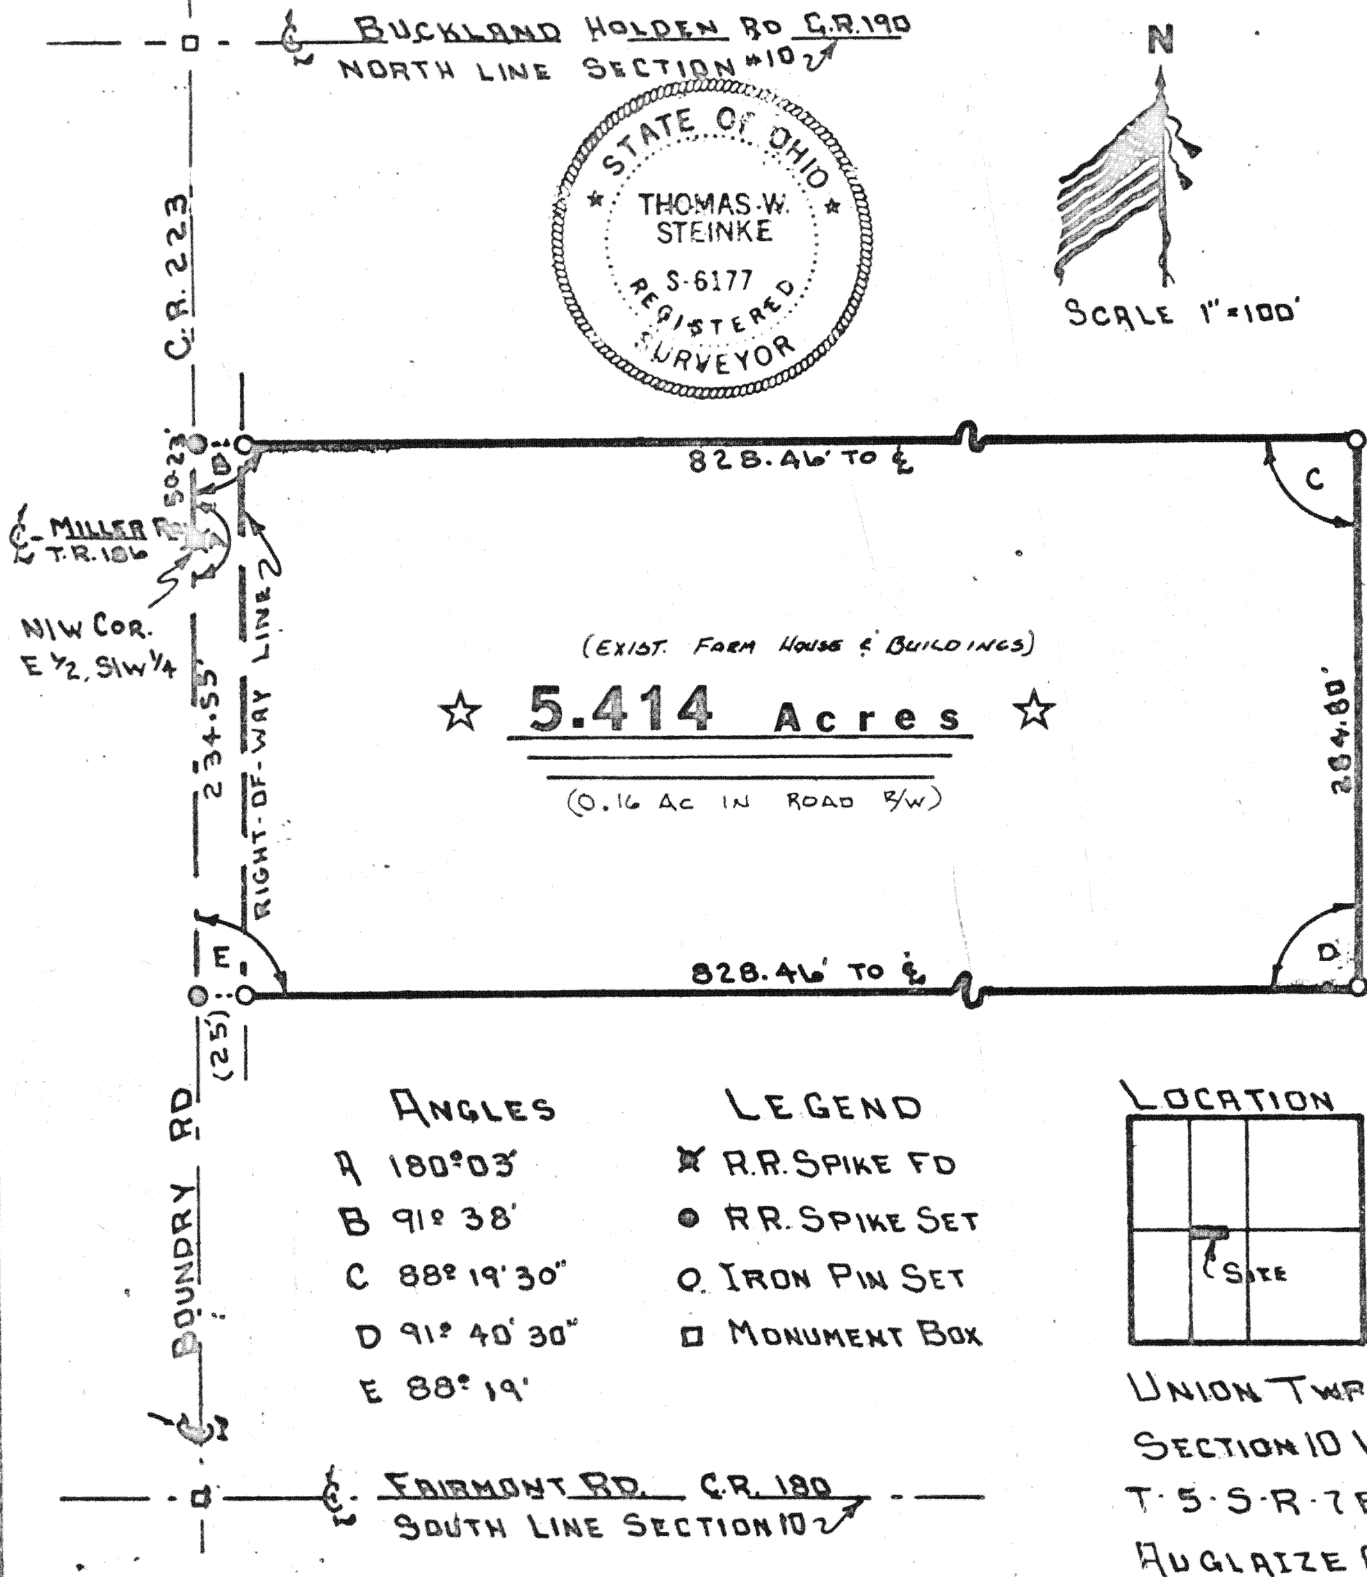 BUCKLAND HOLDEN RD C.R.190
NORTH LINE SECTION #10
N
SCALE 1"=100'
STATE OF OHIO
THOMAS W.
STEINKE
S-6177
REGISTERED
SURVEYOR
C.R. 223
50.23'
B
828.46' TO ℄
C
℄ MILLER
T.R.186
N/W COR.
E 1/2, S/W 1/4
234.55'
RIGHT-OF-WAY LINE
(EXIST. FARM HOUSE & BUILDINGS)
☆ 5.414 Acres ☆
(0.16 AC IN ROAD R/W)
284.80'
E
D
828.46' TO ℄
(25')
BOUNDRY RD
ANGLES
A 180°03'
B 91° 38'
C 88° 19' 30"
D 91° 40' 30"
E 88° 19'
LEGEND
R.R. SPIKE FD
RR. SPIKE SET
IRON PIN SET
MONUMENT BOX
LOCATION
SITE
UNION TWP
SECTION 10
T-5-S-R-7
AUGLAIZE
℄ FAIRMONT RD. C.R. 180
SOUTH LINE SECTION 10